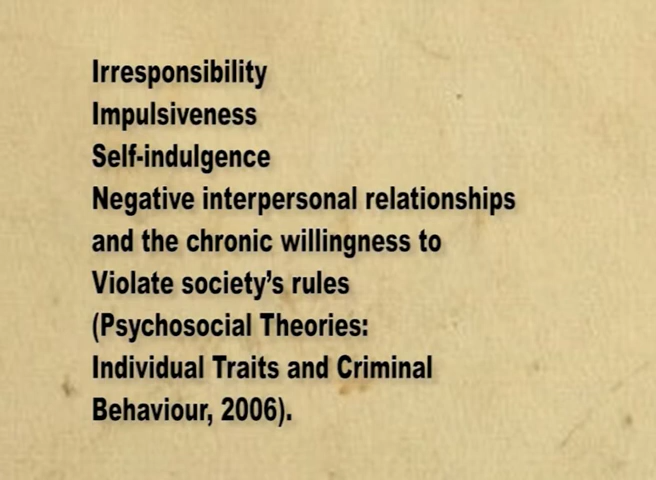 Irresponsibility
Impulsiveness
Self-indulgence
Negative interpersonal relationships
and the chronic willingness to
Violate society’s rules
(Psychosocial Theories:
Individual Traits and Criminal
Behaviour, 2006).